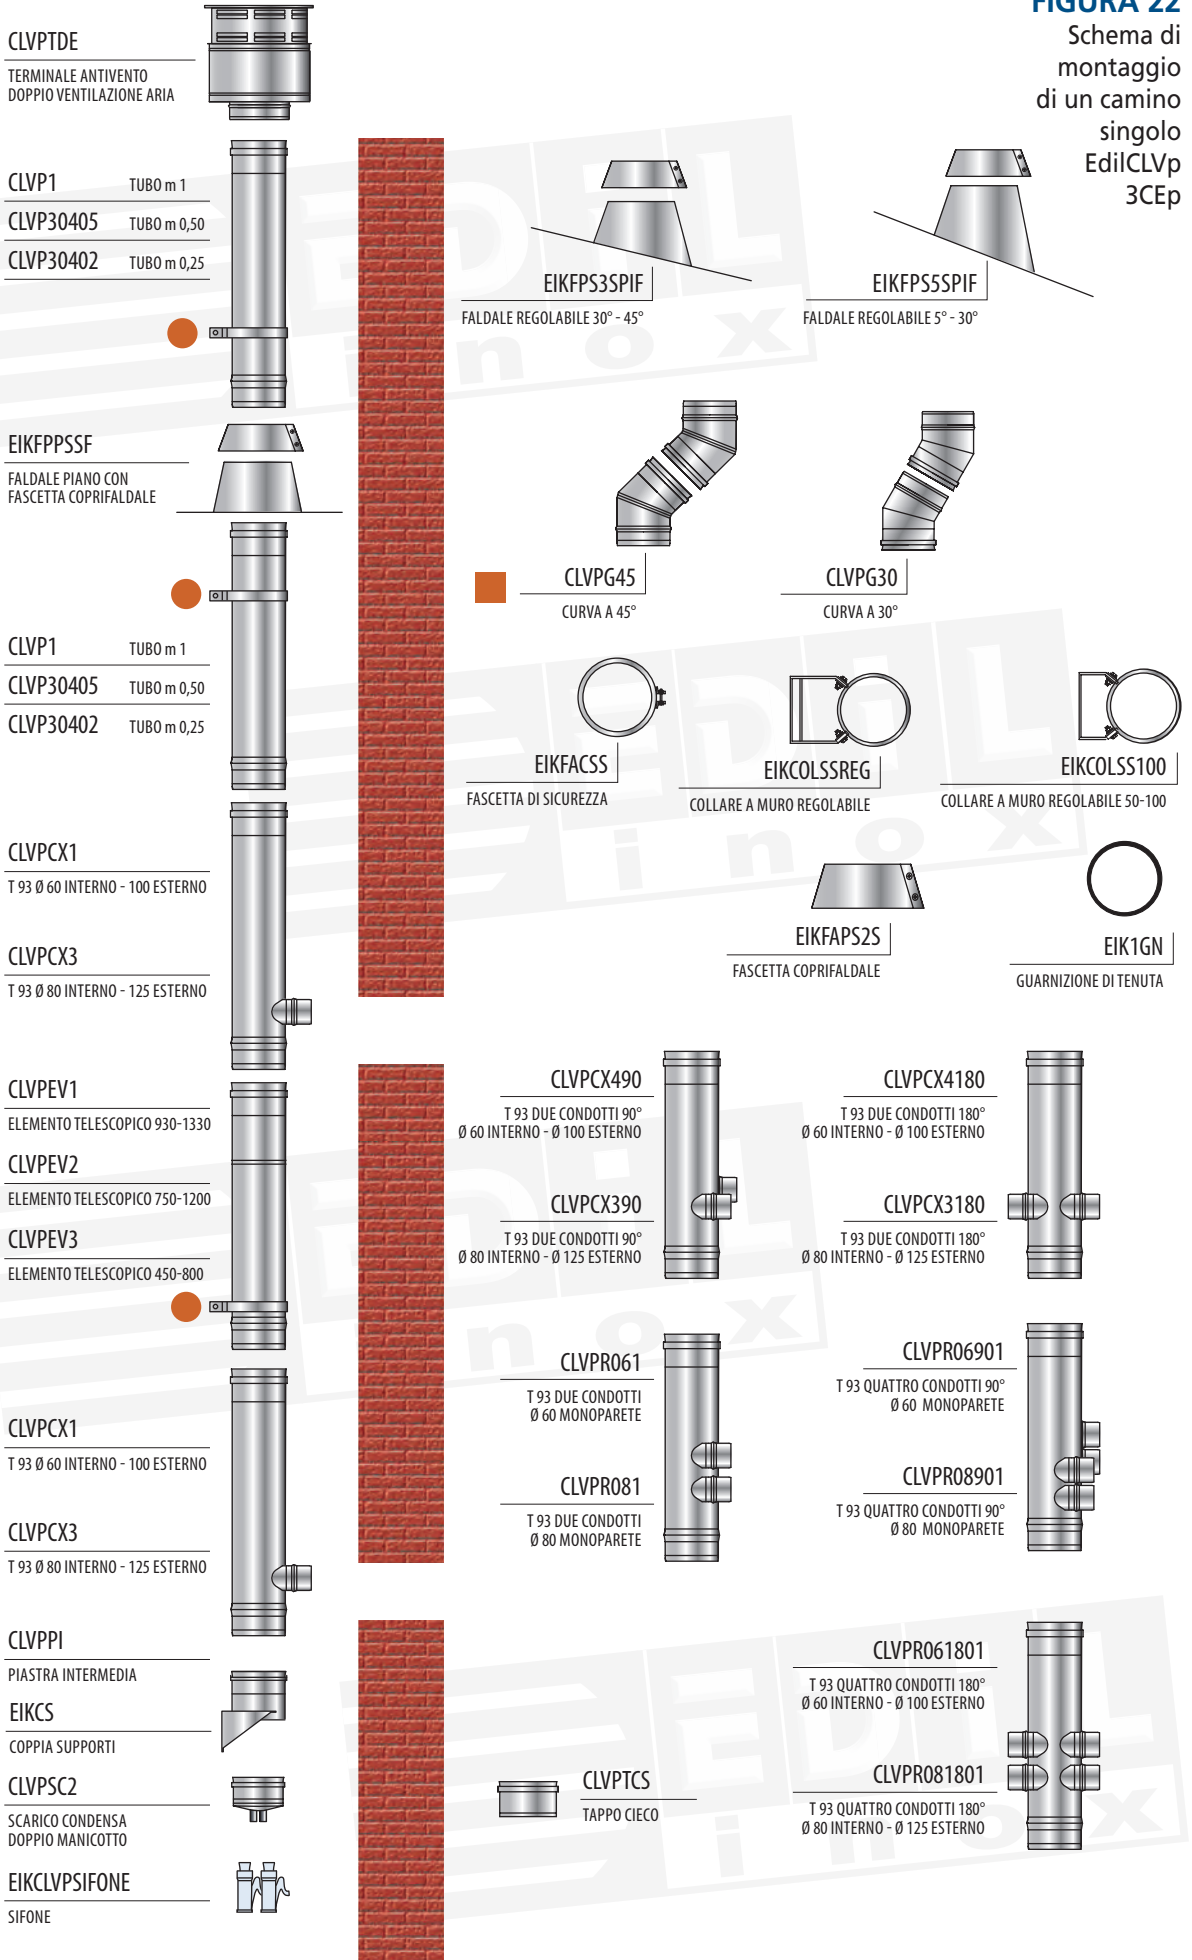 FIGURA 22
Schema di
montaggio
di un camino
singolo
EdilCLVp
3CEp
CLVPTDE
TERMINALE ANTIVENTO
DOPPIO VENTILAZIONE ARIA
CLVP1 TUBO m 1
CLVP30405 TUBO m 0,50
CLVP30402 TUBO m 0,25
EIKFPPSSF
FALDALE PIANO CON
FASCETTA COPRIFALDALE
CLVP1 TUBO m 1
CLVP30405 TUBO m 0,50
CLVP30402 TUBO m 0,25
CLVPCX1
T 93 Ø 60 INTERNO - 100 ESTERNO
CLVPCX3
T 93 Ø 80 INTERNO - 125 ESTERNO
CLVPEV1
ELEMENTO TELESCOPICO 930-1330
CLVPEV2
ELEMENTO TELESCOPICO 750-1200
CLVPEV3
ELEMENTO TELESCOPICO 450-800
CLVPCX1
T 93 Ø 60 INTERNO - 100 ESTERNO
CLVPCX3
T 93 Ø 80 INTERNO - 125 ESTERNO
CLVPPI
PIASTRA INTERMEDIA
EIKCS
COPPIA SUPPORTI
CLVPSC2
SCARICO CONDENSA
DOPPIO MANICOTTO
EIKCLVPSIFONE
SIFONE
EIKFPS3SPIF
FALDALE REGOLABILE 30° - 45°
EIKFPS5SPIF
FALDALE REGOLABILE 5° - 30°
CLVPG45
CURVA A 45°
CLVPG30
CURVA A 30°
EIKFACSS
FASCETTA DI SICUREZZA
EIKCOLSSREG
COLLARE A MURO REGOLABILE
EIKCOLSS100
COLLARE A MURO REGOLABILE 50-100
EIKFAPS2S
FASCETTA COPRIFALDALE
EIK1GN
GUARNIZIONE DI TENUTA
CLVPCX490
T 93 DUE CONDOTTI 90°
Ø 60 INTERNO - Ø 100 ESTERNO
CLVPCX390
T 93 DUE CONDOTTI 90°
Ø 80 INTERNO - Ø 125 ESTERNO
CLVPCX4180
T 93 DUE CONDOTTI 180°
Ø 60 INTERNO - Ø 100 ESTERNO
CLVPCX3180
T 93 DUE CONDOTTI 180°
Ø 80 INTERNO - Ø 125 ESTERNO
CLVPR061
T 93 DUE CONDOTTI
Ø 60 MONOPARETE
CLVPR081
T 93 DUE CONDOTTI
Ø 80 MONOPARETE
CLVPR06901
T 93 QUATTRO CONDOTTI 90°
Ø 60 MONOPARETE
CLVPR08901
T 93 QUATTRO CONDOTTI 90°
Ø 80 MONOPARETE
CLVPTCS
TAPPO CIECO
CLVPR061801
T 93 QUATTRO CONDOTTI 180°
Ø 60 INTERNO - Ø 100 ESTERNO
CLVPR081801
T 93 QUATTRO CONDOTTI 180°
Ø 80 INTERNO - Ø 125 ESTERNO
EDiL
inox
EDiL
inox
EDiL
inox
EDiL
inox